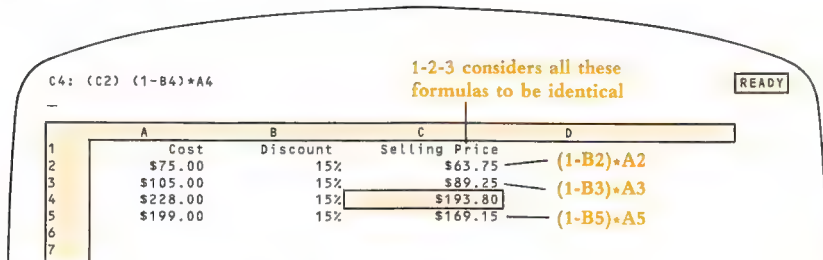 1-2-3 considers all these
formulas to be identical
C4: (C2) (1-B4)*A4
READY
A B C D
1 Cost Discount Selling Price
2 $75.00 15% $63.75 (1-B2)*A2
3 $105.00 15% $89.25 (1-B3)*A3
4 $228.00 15% $193.80
5 $199.00 15% $169.15 (1-B5)*A5
6
7